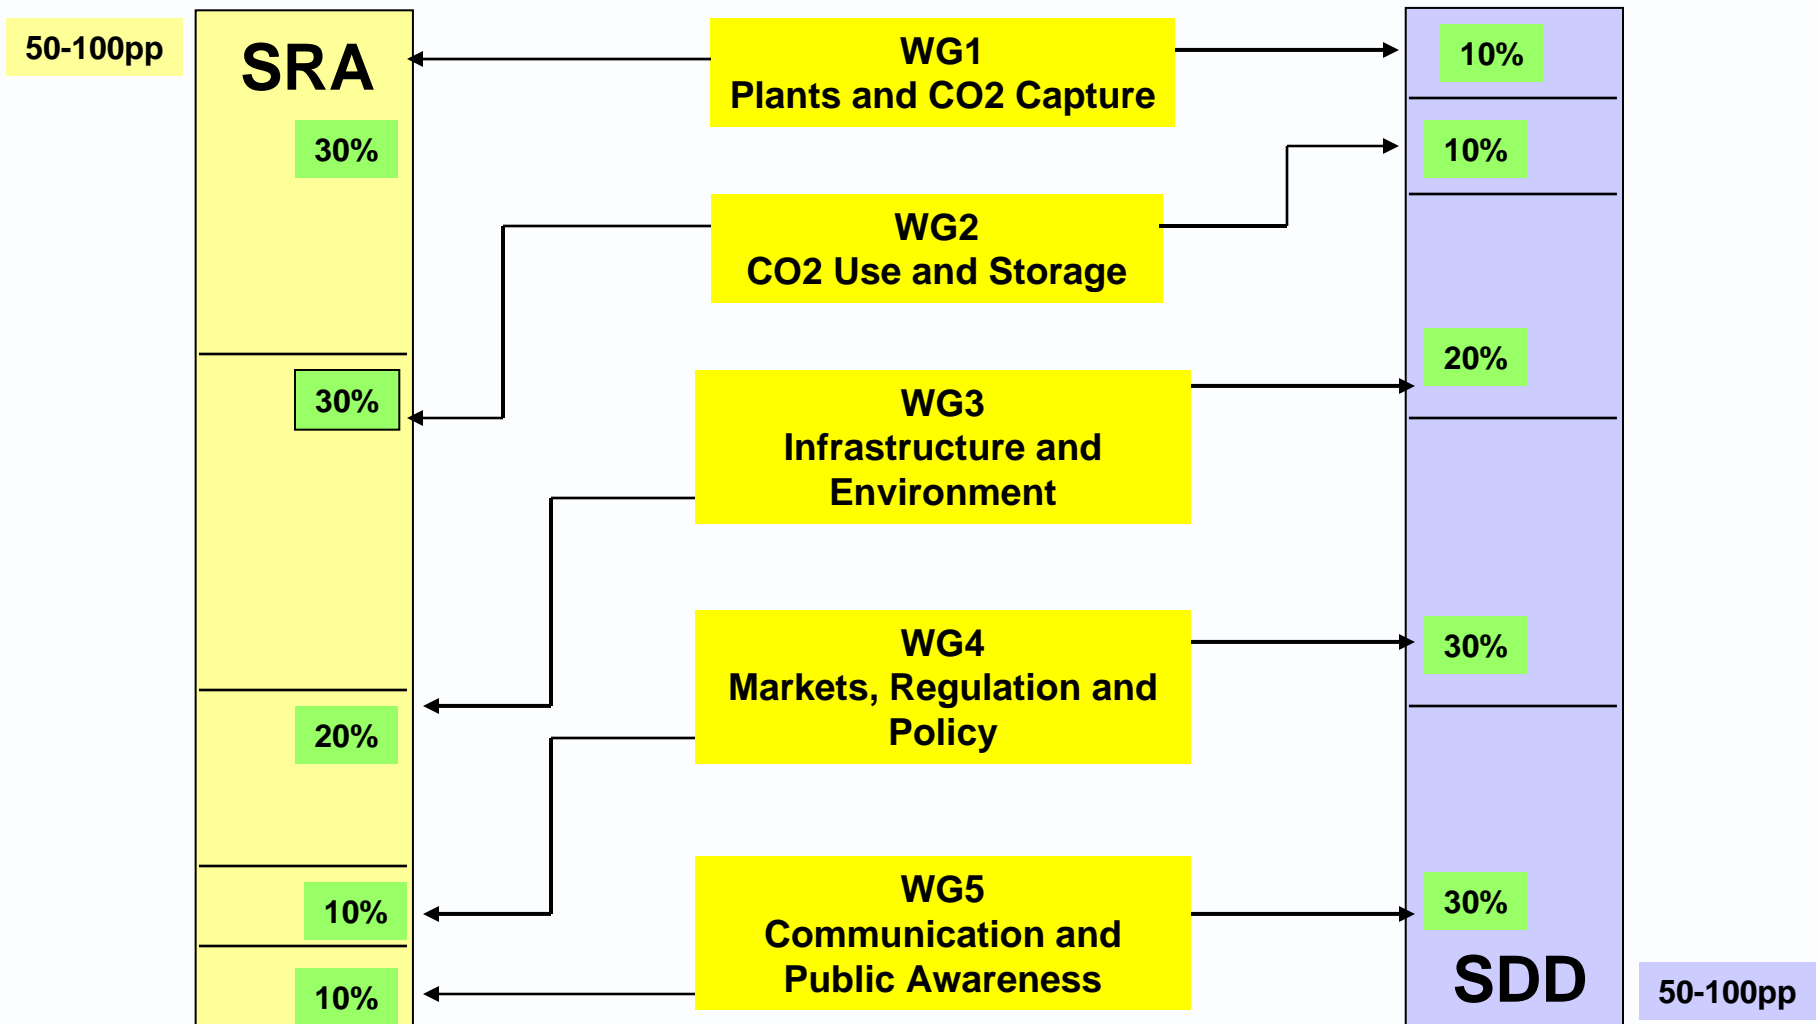 50-100pp
SRA
30%
30%
20%
10%
10%
WG1
Plants and CO2 Capture
WG2
CO2 Use and Storage
WG3
Infrastructure and
Environment
WG4
Markets, Regulation and
Policy
WG5
Communication and
Public Awareness
10%
10%
20%
30%
30%
SDD
50-100pp